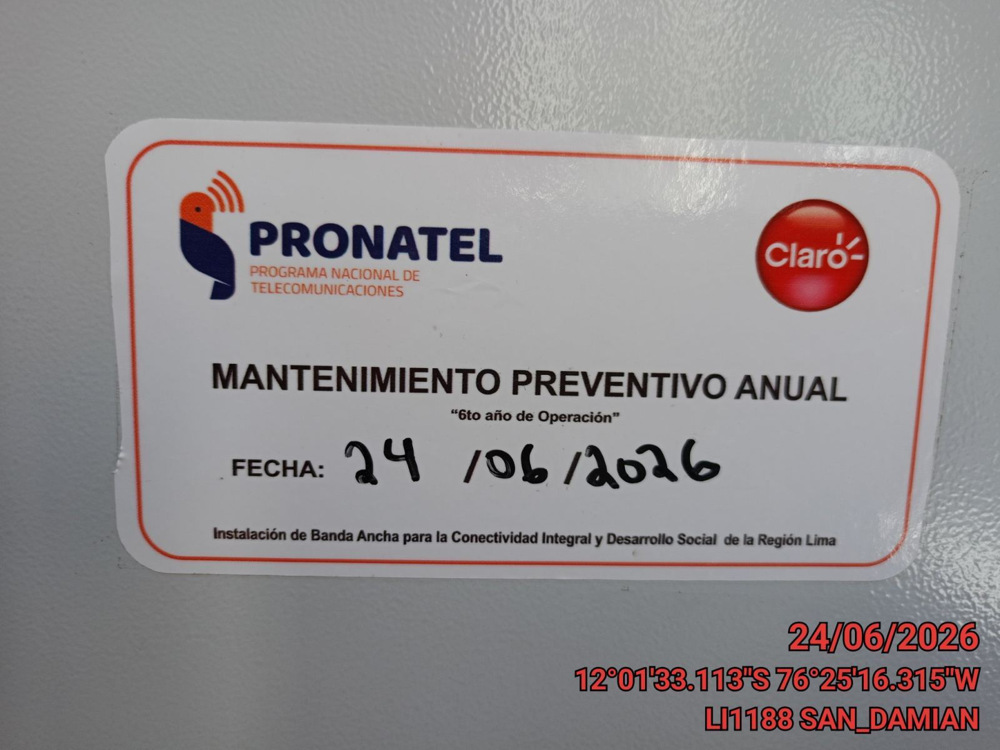 PRONATEL
PROGRAMA NACIONAL DE
TELECOMUNICACIONES
Claro
MANTENIMIENTO PREVENTIVO ANUAL
“6to año de Operación”
FECHA: 24 /06/2026
Instalación de Banda Ancha para la Conectividad Integral y Desarrollo Social de la Región Lima
24/06/2026
12°01'33.113"S 76°25'16.315"W
LI1188 SAN_DAMIAN